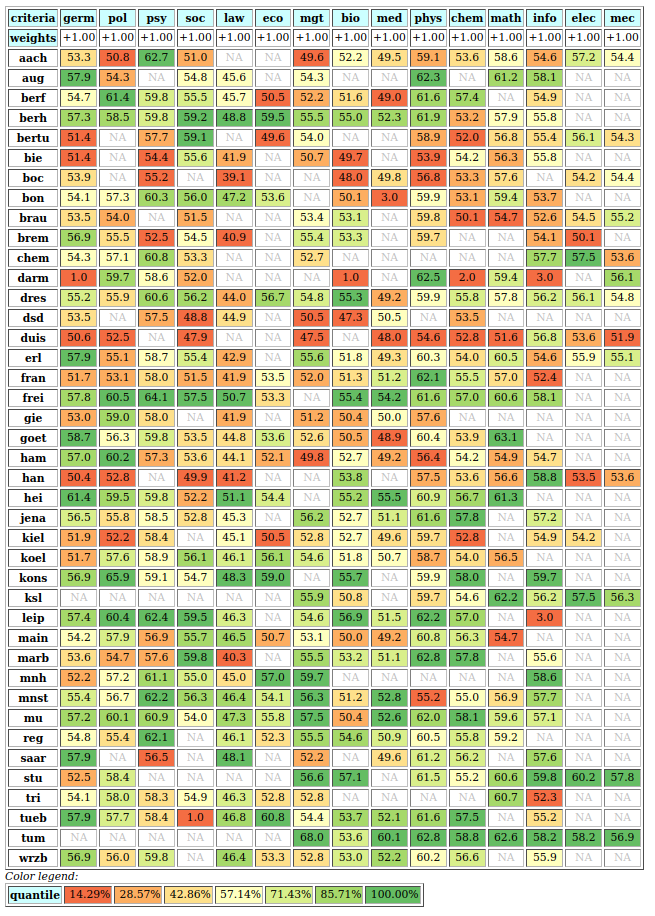 criteria germ pol psy soc law eco mgt bio med phys chem math info elec mec
weights +1.00 +1.00 +1.00 +1.00 +1.00 +1.00 +1.00 +1.00 +1.00 +1.00 +1.00 +1.00 +1.00 +1.00 +1.00
aach 53.3 50.8 62.7 51.0 NA NA 49.6 52.2 49.5 59.1 53.6 58.6 54.6 57.2 54.4
aug 57.9 54.3 NA 54.8 45.6 NA 54.3 NA NA 62.3 NA 61.2 58.1 NA NA
berf 54.7 61.4 59.8 55.5 45.7 50.5 52.2 51.6 49.0 61.6 57.4 NA 54.9 NA NA
berh 57.3 58.5 59.8 59.2 48.8 59.5 55.5 55.0 52.3 61.9 53.2 57.9 55.8 NA NA
bertu 51.4 NA 57.7 59.1 NA 49.6 54.0 NA NA 58.9 52.0 56.8 55.4 56.1 54.3
bie 51.4 NA 54.4 55.6 41.9 NA 50.7 49.7 NA 53.9 54.2 56.3 55.8 NA NA
boc 53.9 NA 55.2 NA 39.1 NA NA 48.0 49.8 56.8 53.3 57.6 NA 54.2 54.4
bon 54.1 57.3 60.3 56.0 47.2 53.6 NA 50.1 3.0 59.9 53.1 59.4 53.7 NA NA
brau 53.5 54.0 NA 51.5 NA NA 53.4 53.1 NA 59.8 50.1 54.7 52.6 54.5 55.2
brem 56.9 55.5 52.5 54.5 40.9 NA 55.4 53.3 NA 59.7 NA NA 54.1 50.1 NA
chem 54.3 57.1 60.8 53.3 NA NA 52.7 NA NA NA NA NA 57.7 57.5 53.6
darm 1.0 59.7 58.6 52.0 NA NA NA 1.0 NA 62.5 2.0 59.4 3.0 NA 56.1
dres 55.2 55.9 60.6 56.2 44.0 56.7 54.8 55.3 49.2 59.9 55.8 57.8 56.2 56.1 54.8
dsd 53.5 NA 57.5 48.8 44.9 NA 50.5 47.3 50.5 NA 53.5 NA NA NA NA
duis 50.6 52.5 NA 47.9 NA NA 47.5 NA 48.0 54.6 52.8 51.6 56.8 53.6 51.9
erl 57.9 55.1 58.7 55.4 42.9 NA 55.6 51.8 49.3 60.3 54.0 60.5 54.6 55.9 55.1
fran 51.7 53.1 58.0 51.5 41.9 53.5 52.0 51.3 51.2 62.1 55.5 57.0 52.4 NA NA
frei 57.8 60.5 64.1 57.5 50.7 53.3 NA 55.4 54.2 61.6 57.0 60.6 58.1 NA NA
gie 53.0 59.0 58.0 NA 41.9 NA 51.2 50.4 50.0 57.6 NA NA NA NA NA
goet 58.7 56.3 59.8 53.5 44.8 53.6 52.6 50.5 48.9 60.4 53.9 63.1 NA NA NA
ham 57.0 60.2 57.3 53.6 44.1 52.1 49.8 52.7 49.2 56.4 54.2 54.9 54.7 NA NA
han 50.4 52.8 NA 49.9 41.2 NA NA 53.8 NA 57.5 53.6 56.6 58.8 53.5 53.6
hei 61.4 59.5 59.8 52.2 51.1 54.4 NA 55.2 55.5 60.9 56.7 61.3 NA NA NA
jena 56.5 55.8 58.5 52.8 45.3 NA 56.2 52.7 51.1 61.6 57.8 NA 57.2 NA NA
kiel 51.9 52.2 58.4 NA 45.1 50.5 52.8 52.7 49.6 59.7 52.8 NA 54.9 54.2 NA
koel 51.7 57.6 58.9 56.1 46.1 56.1 54.6 51.8 50.7 58.7 54.0 56.5 NA NA NA
kons 56.9 65.9 59.1 54.7 48.3 59.0 NA 55.7 NA 59.9 58.0 NA 59.7 NA NA
ksl NA NA NA NA NA NA 55.9 50.8 NA 59.7 54.6 62.2 56.2 57.5 56.3
leip 57.4 60.4 62.4 59.5 46.3 NA 54.6 56.9 51.5 62.2 57.0 NA 3.0 NA NA
main 54.2 57.9 56.9 55.7 46.5 50.7 53.1 50.0 49.2 60.8 56.3 54.7 NA NA NA
marb 53.6 54.7 57.6 59.8 40.3 NA 55.5 53.2 51.1 62.8 57.8 NA 55.6 NA NA
mnh 52.2 57.2 61.1 55.0 45.0 57.0 59.7 NA NA NA NA NA 58.6 NA NA
mnst 55.4 56.7 62.2 56.3 46.4 54.1 56.3 51.2 52.8 55.2 55.0 56.9 57.7 NA NA
mu 57.2 60.1 60.9 54.0 47.3 55.8 57.5 50.4 52.6 62.0 58.1 59.6 57.1 NA NA
reg 54.8 55.4 62.1 NA 46.1 52.3 55.5 54.6 50.9 60.5 55.8 59.2 NA NA NA
saar 57.9 NA 56.5 NA 48.1 NA 52.2 NA 49.6 61.2 56.2 NA 57.6 NA NA
stu 52.5 58.4 NA NA NA NA 56.6 57.1 NA 61.5 55.2 60.6 59.8 60.2 57.8
tri 54.1 58.0 58.3 54.9 46.3 52.8 52.8 NA NA NA NA 60.7 52.3 NA NA
tueb 57.9 57.7 58.4 1.0 46.8 60.8 54.4 53.7 52.1 61.6 57.5 NA 55.2 NA NA
tum NA NA NA NA NA NA 68.0 53.6 60.1 62.8 58.8 62.6 58.2 58.2 56.9
wrzb 56.9 56.0 59.8 NA 46.4 53.3 52.8 53.0 52.2 60.2 56.6 NA 55.9 NA NA
Color legend:
quantile 14.29% 28.57% 42.86% 57.14% 71.43% 85.71% 100.00%